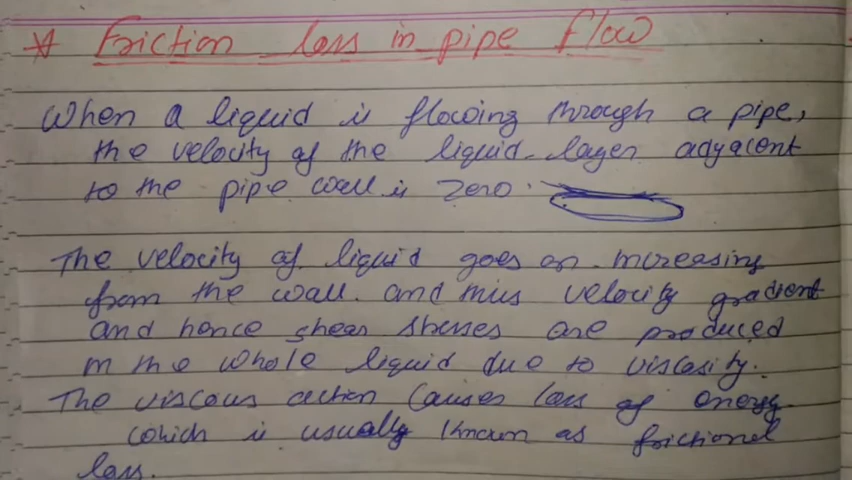 * Friction loss in pipe flow
When a liquid is flowing through a pipe,
the velocity of the liquid layer adjacent
to the pipe wall is zero.
The velocity of liquid goes on increasing
from the wall and thus velocity gradient
and hence shear stresses are produced
in the whole liquid due to viscosity.
The viscous action causes loss of energy
which is usually known as frictional
loss.